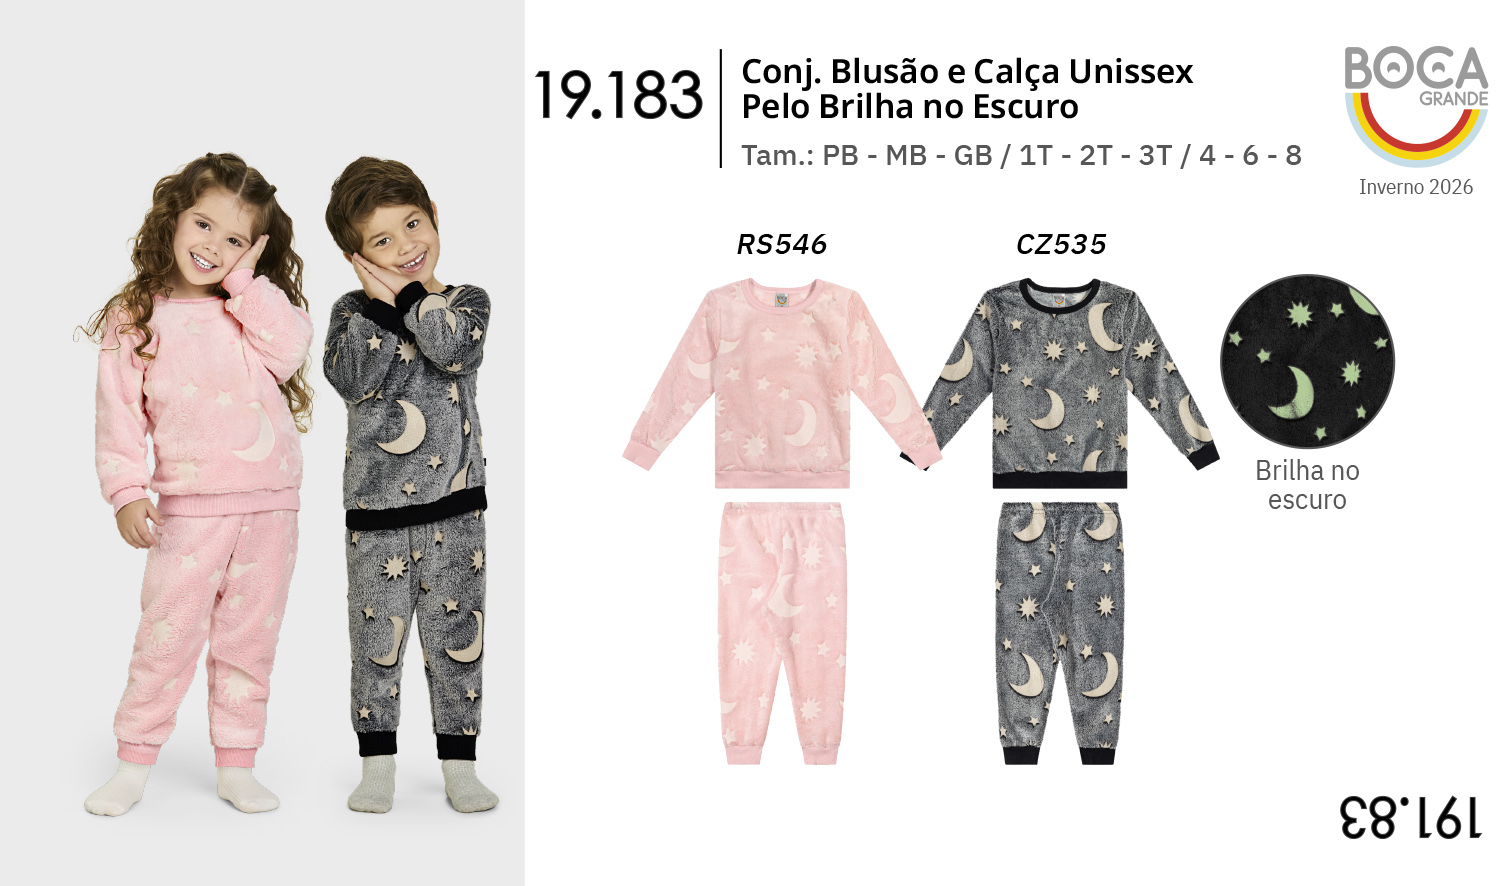 19.183
Conj. Blusão e Calça Unissex
Pelo Brilha no Escuro
Tam.: PB - MB - GB / 1T - 2T - 3T / 4 - 6 - 8
BOCA
GRANDE
Inverno 2026
RS546
CZ535
Brilha no
escuro
191.83